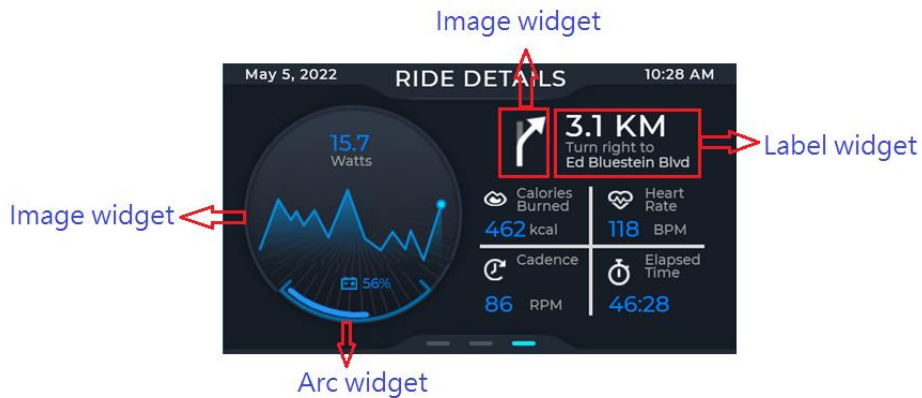 Image widget
May 5, 2022
RIDE DETAILS
10:28 AM
3.1 KM
Turn right to
Ed Bluestein Blvd
Label widget
15.7
Watts
Image widget
Calories
Burned
462 kcal
Heart
Rate
118 BPM
Cadence
86 RPM
Elapsed
Time
46:28
56%
Arc widget